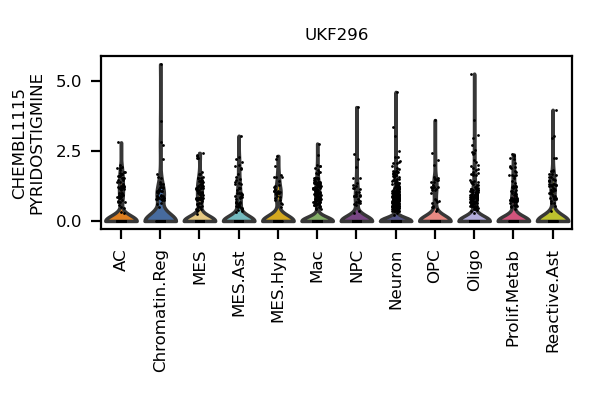 UKF296
CHEMBL1115
PYRIDOSTIGMINE
5.0
2.5
0.0
AC
Chromatin.Reg
MES
MES.Ast
MES.Hyp
Mac
NPC
Neuron
OPC
Oligo
Prolif.Metab
Reactive.Ast